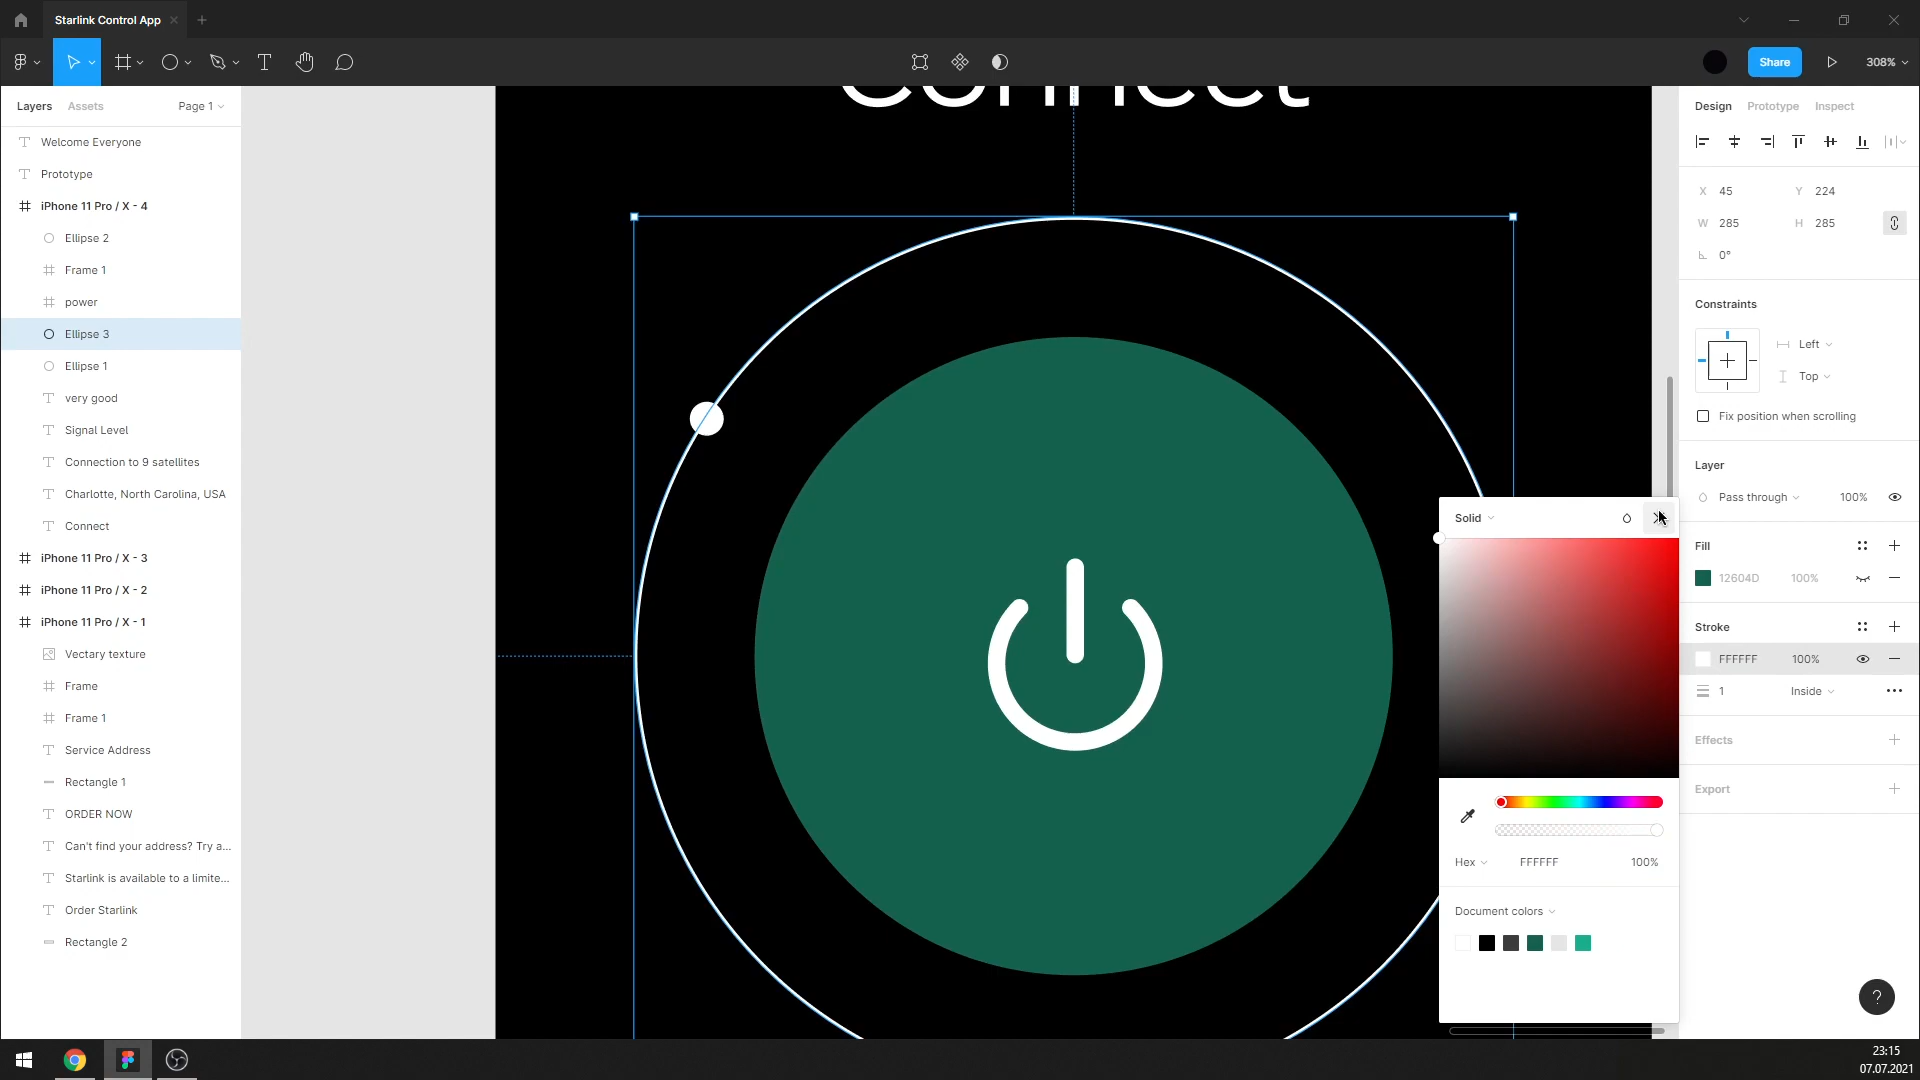 Starlink Control App
Share
308%
Layers
Assets
Page 1
Welcome Everyone
Prototype
iPhone 11 Pro / X - 4
Ellipse 2
Frame 1
power
Ellipse 3
Ellipse 1
very good
Signal Level
Connection to 9 satellites
Charlotte, North Carolina, USA
Connect
iPhone 11 Pro / X - 3
iPhone 11 Pro / X - 2
iPhone 11 Pro / X - 1
Vectary texture
Frame
Frame 1
Service Address
Rectangle 1
ORDER NOW
Can't find your address? Try a...
Starlink is available to a limite...
Order Starlink
Rectangle 2
Connect
Solid
Hex FFFFFF 100%
Document colors
Design Prototype Inspect
X 45 Y 224
W 285 H 285
0°
Constraints
Left
Top
Fix position when scrolling
Layer
Pass through 100%
Fill
12604D 100%
Stroke
FFFFFF 100%
1 Inside
Effects
Export
?
23:15
07.07.2021